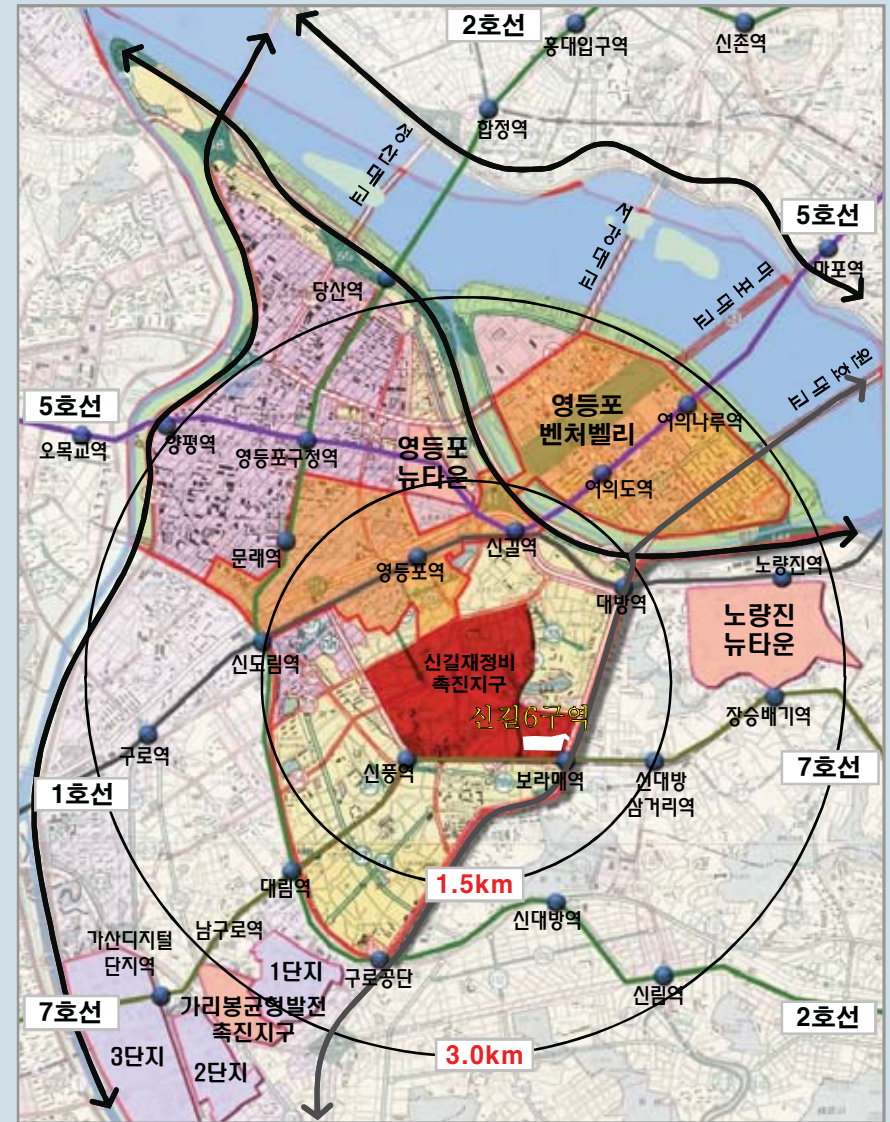 2호선
홍대입구역
신촌역
합정역
성산대교
서강대교
5호선
마포역
당산역
마포대교
원효대교
5호선
오목교역
양평역
영등포구청역
영등포
뉴타운
영등포
벤처밸리
여의나루역
여의도역
문래역
영등포역
신길역
노량진역
대방역
노량진
뉴타운
신도림역
신길재정비
촉진지구
신길6구역
장승배기역
구로역
신풍역
보라매역
신대방
삼거리역
7호선
1호선
대림역
1.5km
신대방역
남구로역
가산디지털
단지역
1단지
구로공단
신림역
7호선
가리봉균형발전
촉진지구
2호선
3단지
2단지
3.0km